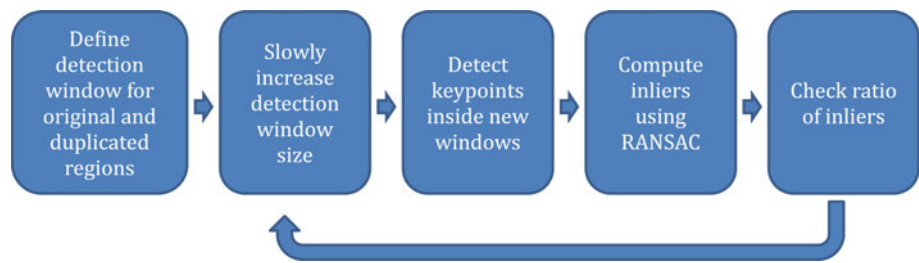 Define
detection
window for
original and
duplicated
regions
Slowly
increase
detection
window
size
Detect
keypoints
inside new
windows
Compute
inliers
using
RANSAC
Check ratio
of inliers